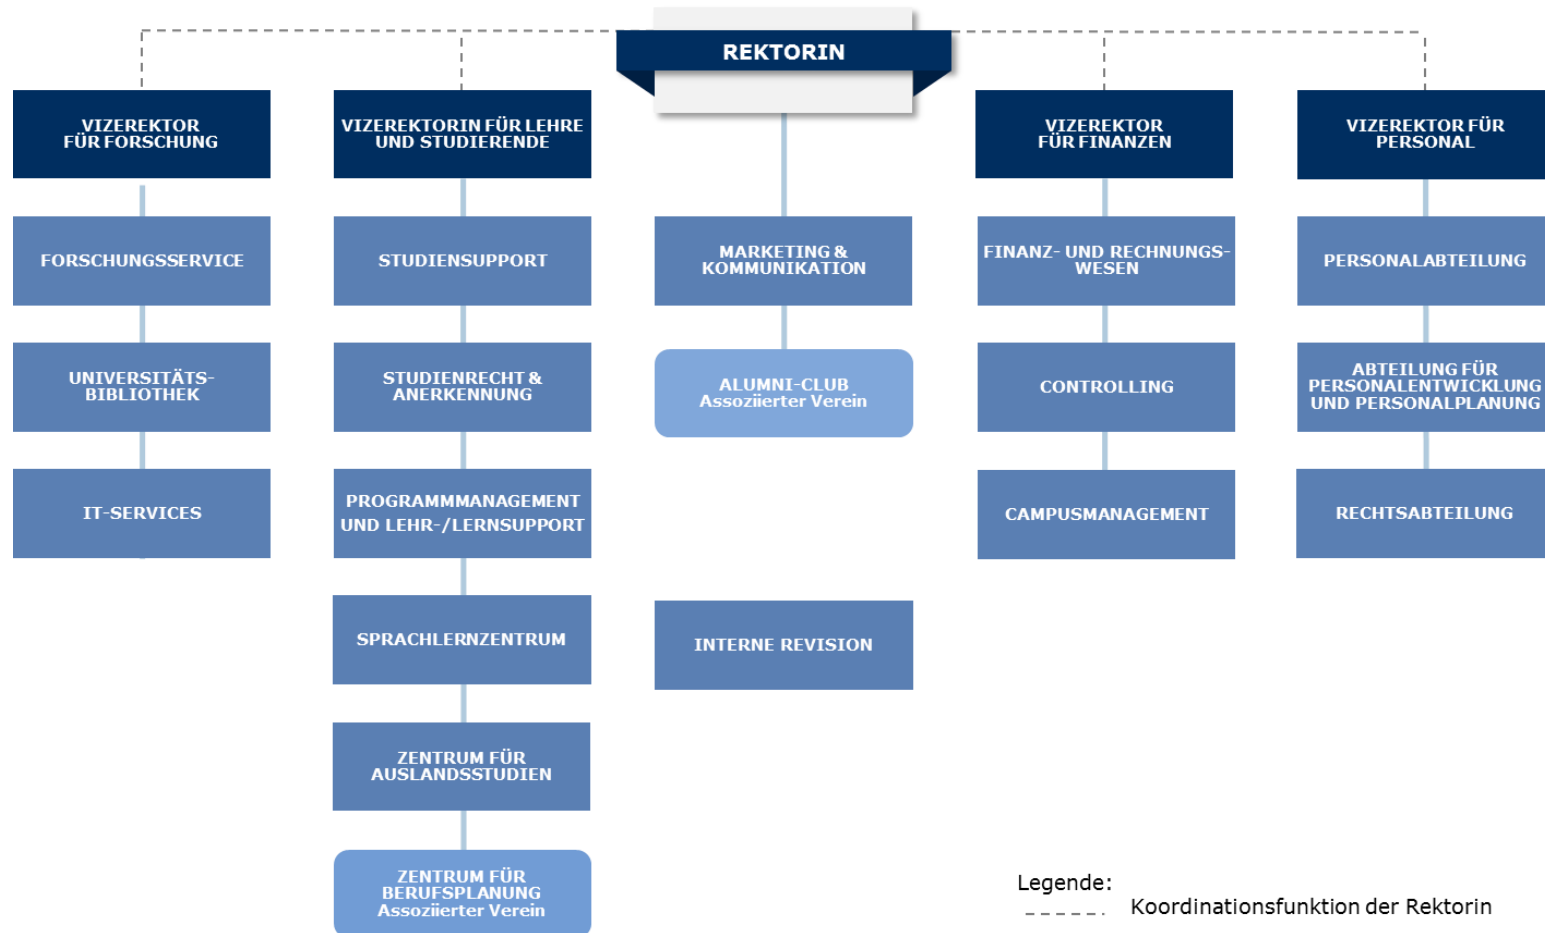 REKTORIN
VIZEREKTOR
FÜR FORSCHUNG
FORSCHUNGSSERVICE
UNIVERSITÄTS-
BIBLIOTHEK
IT-SERVICES
VIZEREKTORIN FÜR LEHRE
UND STUDIERENDE
STUDIENSUPPORT
STUDIENRECHT &
ANERKENNUNG
PROGRAMMMANAGEMENT
UND LEHR-/LERNSUPPORT
SPRACHLERNZENTRUM
ZENTRUM FÜR
AUSLANDSSTUDIEN
ZENTRUM FÜR
BERUFSPLANUNG
Assoziierter Verein
MARKETING &
KOMMUNIKATION
ALUMNI-CLUB
Assoziierter Verein
INTERNE REVISION
VIZEREKTOR
FÜR FINANZEN
FINANZ- UND RECHNUNGS-
WESEN
CONTROLLING
CAMPUSMANAGEMENT
VIZEREKTOR FÜR
PERSONAL
PERSONALABTEILUNG
ABTEILUNG FÜR
PERSONALENTWICKLUNG
UND PERSONALPLANUNG
RECHTSABTEILUNG
Legende:
Koordinationsfunktion der Rektorin